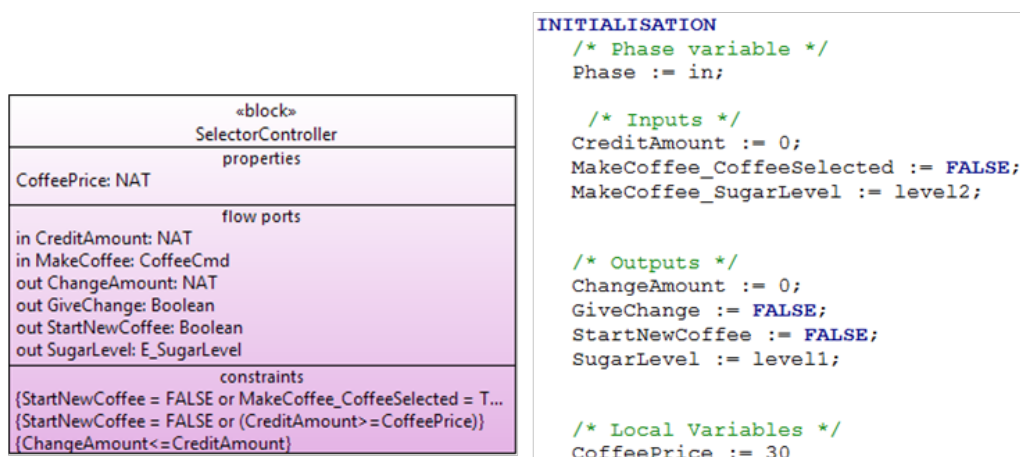 «block»
SelectorController
properties
CoffeePrice: NAT
flow ports
in CreditAmount: NAT
in MakeCoffee: CoffeeCmd
out ChangeAmount: NAT
out GiveChange: Boolean
out StartNewCoffee: Boolean
out SugarLevel: E_SugarLevel
constraints
{StartNewCoffee = FALSE or MakeCoffee_CoffeeSelected = T...
{StartNewCoffee = FALSE or (CreditAmount>=CoffeePrice)}
{ChangeAmount<=CreditAmount}
INITIALISATION
/* Phase variable */
Phase := in;
/* Inputs */
CreditAmount := 0;
MakeCoffee_CoffeeSelected := FALSE;
MakeCoffee_SugarLevel := level2;
/* Outputs */
ChangeAmount := 0;
GiveChange := FALSE;
StartNewCoffee := FALSE;
SugarLevel := level1;
/* Local Variables */
CoffeePrice := 30